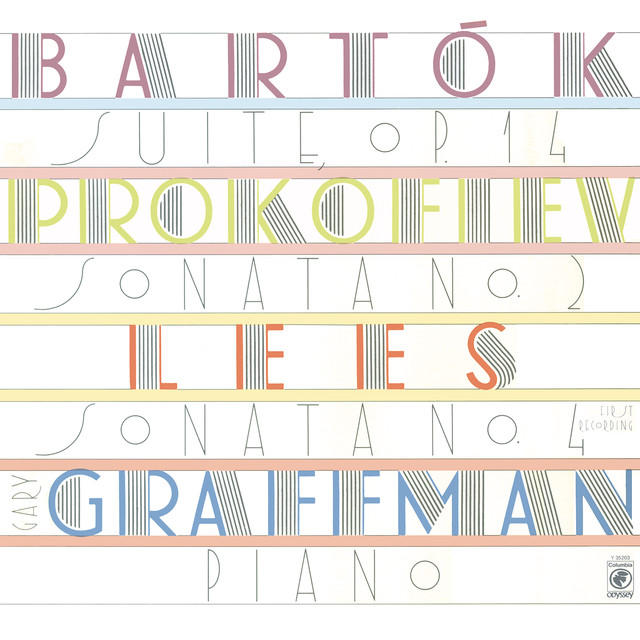 BARTÓK
SUITE, OP. 14
PROKOFIEV
SONATA NO. 2
LEES
SONATA NO. 4
FIRST
RECORDING
GARY
GRAFFMAN
PIANO
Y 35203
Columbia
odyssey